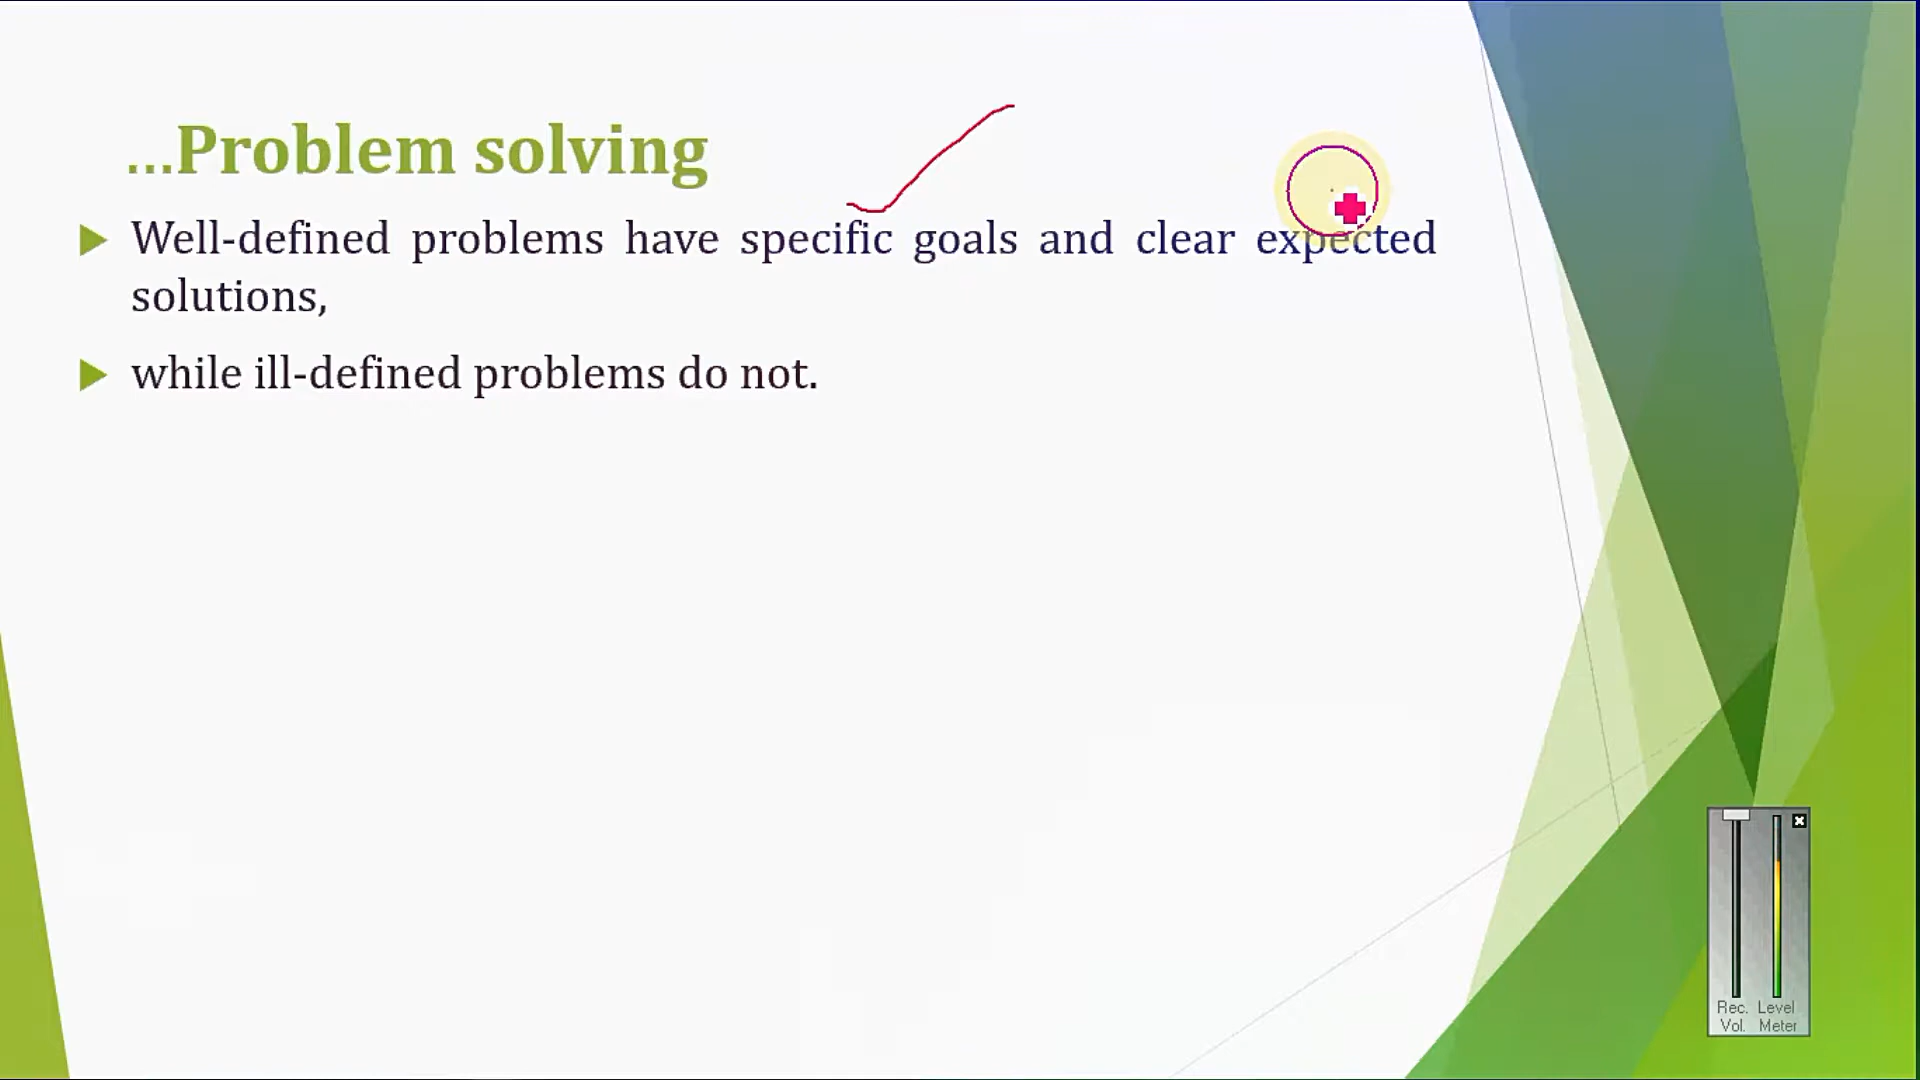 ...Problem solving
Well-defined problems have specific goals and clear expected
solutions,
while ill-defined problems do not.
Rec. Level
Vol. Meter